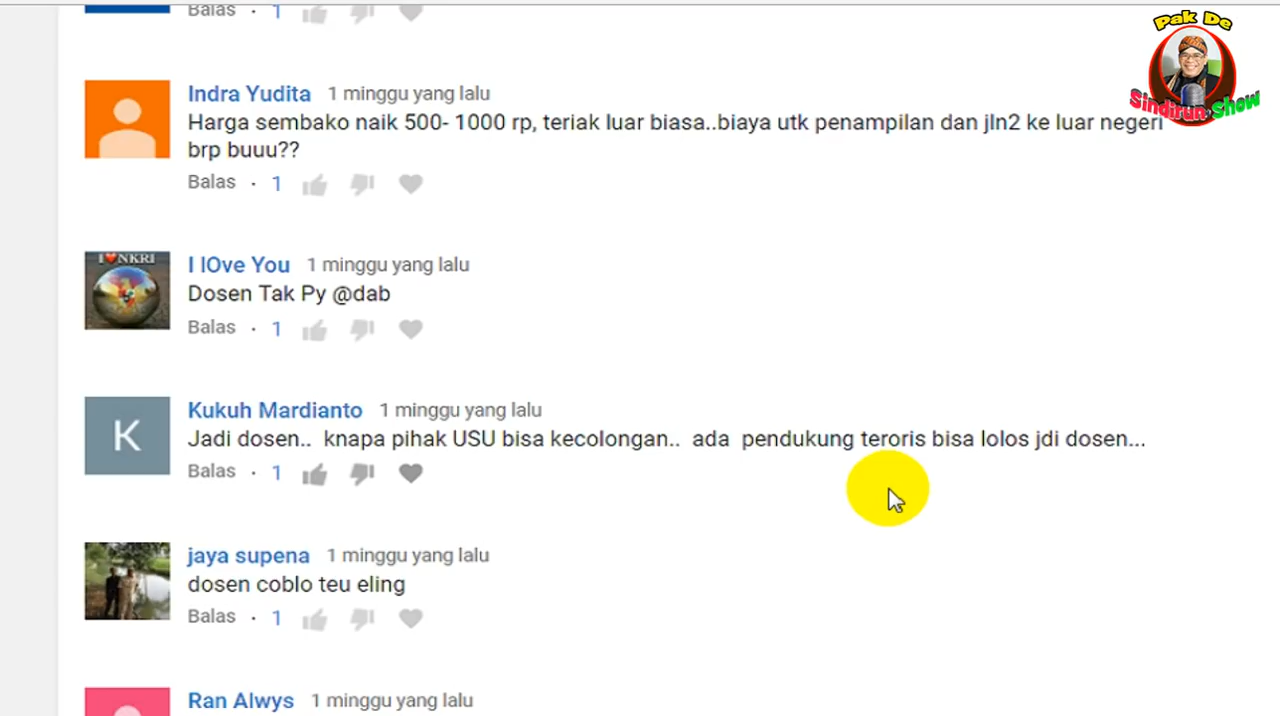 Balas · 1
Pak De
Sindirun Show
Indra Yudita 1 minggu yang lalu
Harga sembako naik 500- 1000 rp, teriak luar biasa..biaya utk penampilan dan jln2 ke luar negeri
brp buuu??
Balas · 1
I LOVE NKRI
I lOve You 1 minggu yang lalu
Dosen Tak Py @dab
Balas · 1
K
Kukuh Mardianto 1 minggu yang lalu
Jadi dosen.. knapa pihak USU bisa kecolongan.. ada pendukung teroris bisa lolos jdi dosen...
Balas · 1
jaya supena 1 minggu yang lalu
dosen coblo teu eling
Balas · 1
Ran Alwys 1 minggu yang lalu